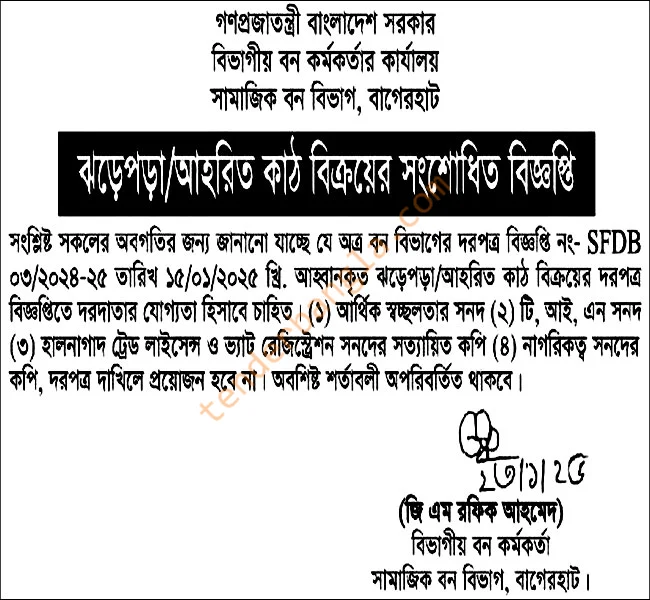 গণপ্রজাতন্ত্রী বাংলাদেশ সরকার
বিভাগীয় বন কর্মকর্তার কার্যালয়
সামাজিক বন বিভাগ, বাগেরহাট
ঝড়েপড়া/আহরিত কাঠ বিক্রয়ের সংশোধিত বিজ্ঞপ্তি
সংশ্লিষ্ট সকলের অবগতির জন্য জানানো যাচ্ছে যে অত্র বন বিভাগের দরপত্র বিজ্ঞপ্তি নং- SFDB
০৩/২০২৪-২৫ তারিখ ১৫/০১/২০২৫ খ্রি. আহ্বানকৃত ঝড়েপড়া/আহরিত কাঠ বিক্রয়ের দরপত্র
বিজ্ঞপ্তিতে দরদাতার যোগ্যতা হিসাবে চাহিত (১) আর্থিক স্বচ্ছলতার সনদ (২) টি, আই, এন সনদ
(৩) হালনাগাদ ট্রেড লাইসেন্স ও ভ্যাট রেজিস্ট্রেশন সনদের সত্যায়িত কপি (৪) নাগরিকত্ব সনদের
কপি, দরপত্র দাখিলে প্রয়োজন হবে না। অবশিষ্ট শর্তাবলী অপরিবর্তিত থাকবে।
২৩/১/২৫
(জি এম রফিক আহমেদ)
বিভাগীয় বন কর্মকর্তা
সামাজিক বন বিভাগ, বাগেরহাট।
tenderbangla.com